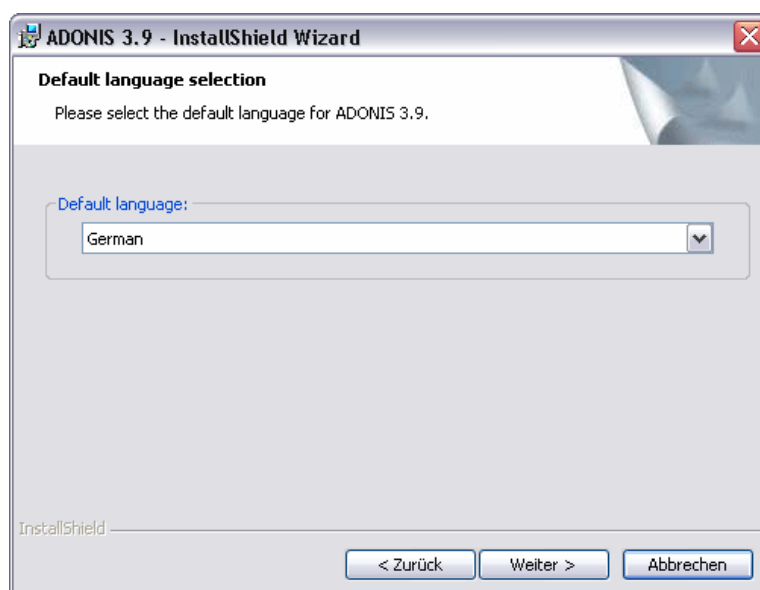 ADONIS 3.9 - InstallShield Wizard
Default language selection
Please select the default language for ADONIS 3.9.
Default language:
German
InstallShield
< Zurück Weiter > Abbrechen